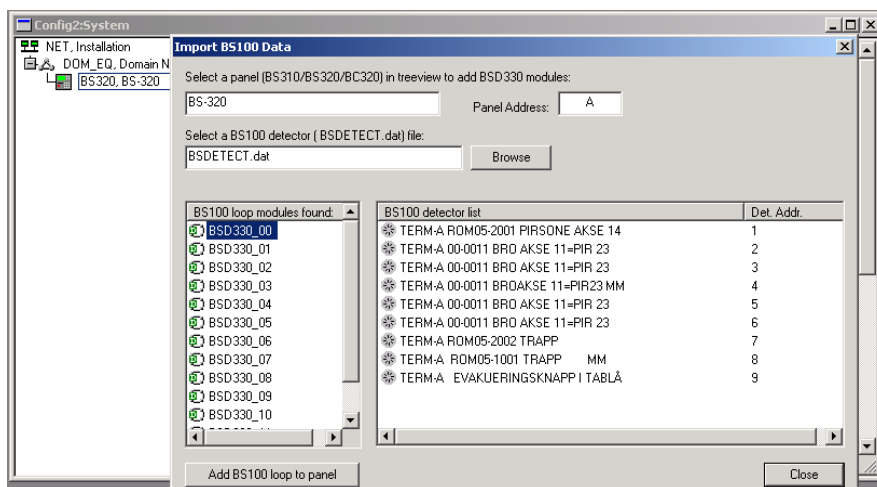 Config2:System
NET, Installation
DOM_EQ, Domain N
BS320, BS-320
Import BS100 Data
Select a panel (BS310/BS320/BC320) in treeview to add BSD330 modules:
BS-320
Panel Address: A
Select a BS100 detector ( BSDETECT.dat) file:
BSDETECT.dat
Browse
BS100 loop modules found:
BSD330_00
BSD330_01
BSD330_02
BSD330_03
BSD330_04
BSD330_05
BSD330_06
BSD330_07
BSD330_08
BSD330_09
BSD330_10
BS100 detector list Det. Addr.
TERM-A ROM05-2001 PIRSONE AKSE 14 1
TERM-A 00-0011 BRO AKSE 11=PIR 23 2
TERM-A 00-0011 BRO AKSE 11=PIR 23 3
TERM-A 00-0011 BROAKSE 11=PIR23 MM 4
TERM-A 00-0011 BRO AKSE 11=PIR 23 5
TERM-A 00-0011 BRO AKSE 11=PIR 23 6
TERM-A ROM05-2002 TRAPP 7
TERM-A ROM05-1001 TRAPP MM 8
TERM-A EVAKUERINGSKNAPP I TABLÅ 9
Add BS100 loop to panel
Close